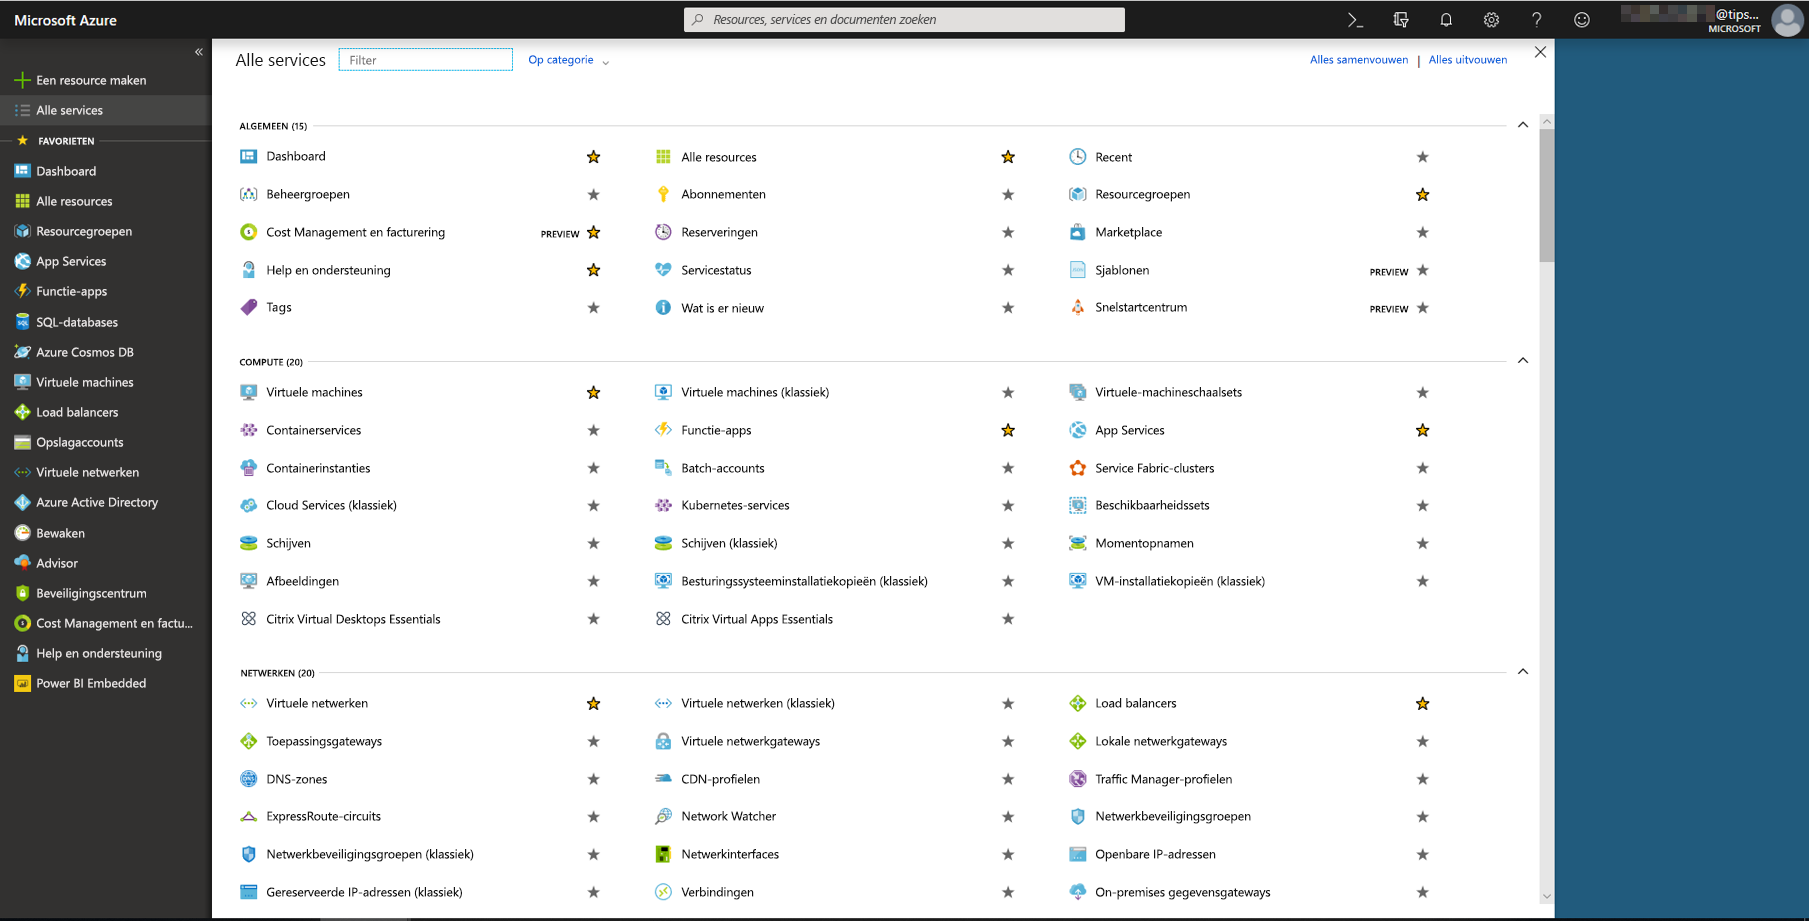 Microsoft Azure
Resources, services en documenten zoeken
@tips...
MICROSOFT
Een resource maken
Alle services
FAVORIETEN
Dashboard
Alle resources
Resourcegroepen
App Services
Functie-apps
SQL-databases
Azure Cosmos DB
Virtuele machines
Load balancers
Opslagaccounts
Virtuele netwerken
Azure Active Directory
Bewaken
Advisor
Beveiligingscentrum
Cost Management en factu...
Help en ondersteuning
Power BI Embedded
Alle services
Filter
Op categorie
Alles samenvouwen | Alles uitvouwen
ALGEMEEN (15)
Dashboard
Alle resources
Recent
Beheergroepen
Abonnementen
Resourcegroepen
Cost Management en facturering PREVIEW
Reserveringen
Marketplace
Help en ondersteuning
Servicestatus
Sjablonen PREVIEW
Tags
Wat is er nieuw
Snelstartcentrum PREVIEW
COMPUTE (20)
Virtuele machines
Virtuele machines (klassiek)
Virtuele-machineschaalsets
Containerservices
Functie-apps
App Services
Containerinstanties
Batch-accounts
Service Fabric-clusters
Cloud Services (klassiek)
Kubernetes-services
Beschikbaarheidssets
Schijven
Schijven (klassiek)
Momentopnamen
Afbeeldingen
Besturingssysteeminstallatiekopieën (klassiek)
VM-installatiekopieën (klassiek)
Citrix Virtual Desktops Essentials
Citrix Virtual Apps Essentials
NETWERKEN (20)
Virtuele netwerken
Virtuele netwerken (klassiek)
Load balancers
Toepassingsgateways
Virtuele netwerkgateways
Lokale netwerkgateways
DNS-zones
CDN-profielen
Traffic Manager-profielen
ExpressRoute-circuits
Network Watcher
Netwerkbeveiligingsgroepen
Netwerkbeveiligingsgroepen (klassiek)
Netwerkinterfaces
Openbare IP-adressen
Gereserveerde IP-adressen (klassiek)
Verbindingen
On-premises gegevensgateways